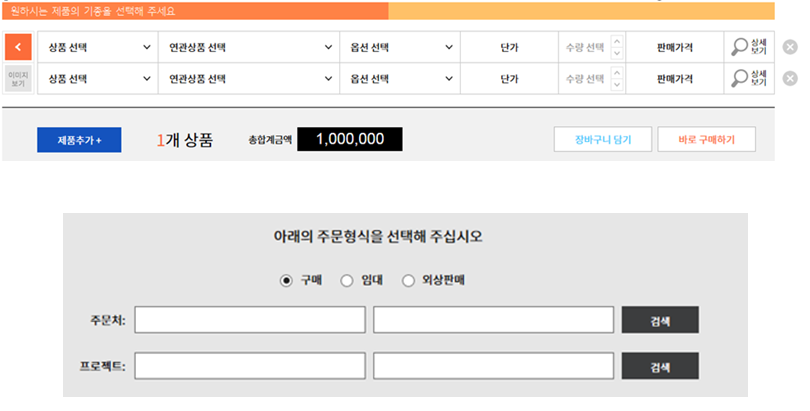 원하시는 제품의 기종을 선택해 주세요
< 상품 선택 연관상품 선택 옵션 선택 단가 수량 선택 판매가격 상세
보기
이미지
보기 상품 선택 연관상품 선택 옵션 선택 단가 수량 선택 판매가격 상세
보기
제품추가 + 1개 상품 총합계금액 1,000,000 장바구니 담기 바로 구매하기
아래의 주문형식을 선택해 주십시오
구매 임대 외상판매
주문처: 검색
프로젝트: 검색